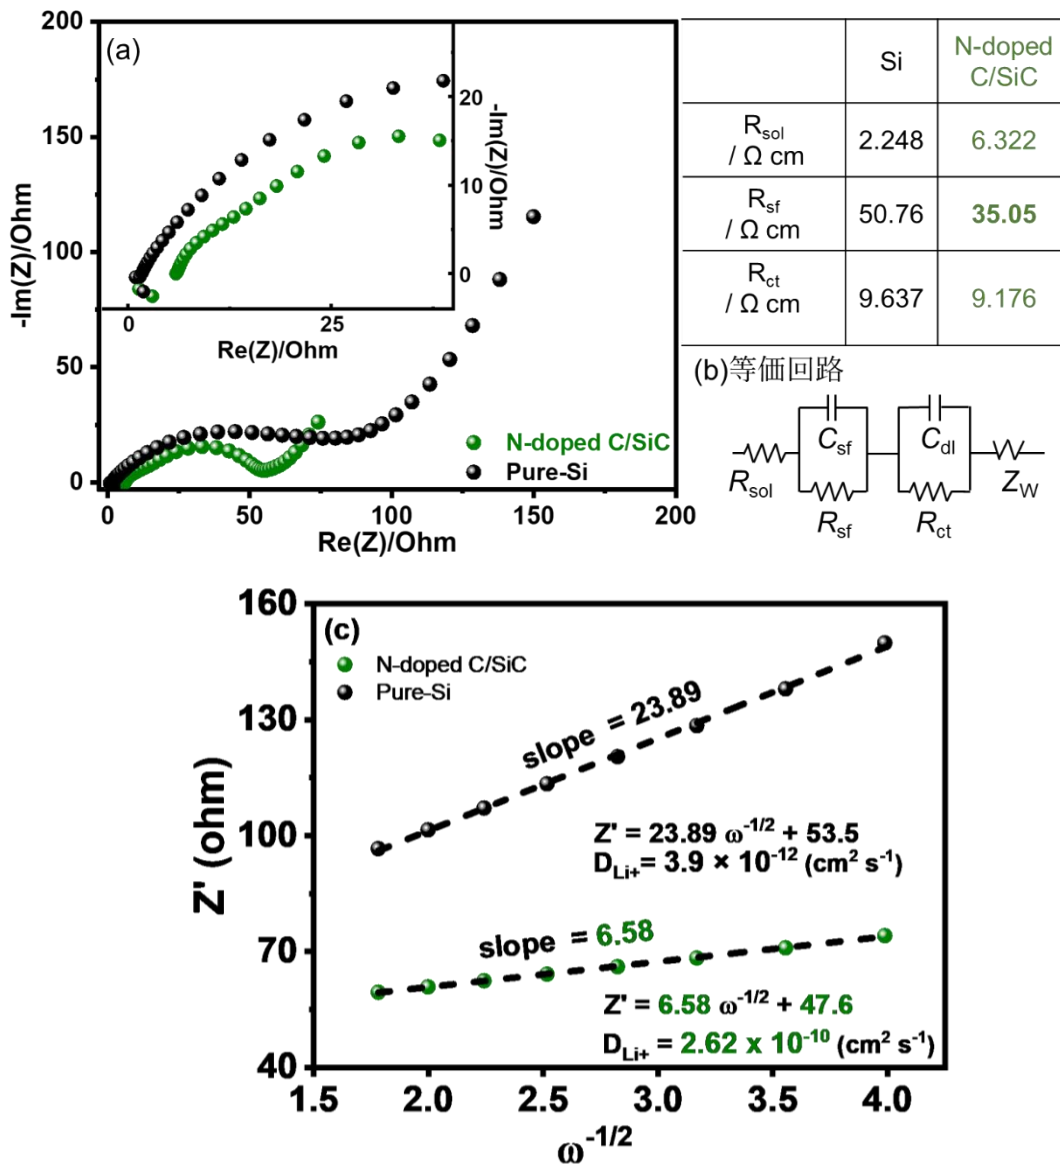 (a)
200
150
100
50
0
-Im(Z)/Ohm
0
25
50
75
100
125
150
175
200
Re(Z)/Ohm
20
10
0
-Im(Z)/Ohm
0
25
Re(Z)/Ohm
N-doped C/SiC
Pure-Si
Si
N-doped
C/SiC
R_sol
/ Ω cm
2.248
6.322
R_sf
/ Ω cm
50.76
35.05
R_ct
/ Ω cm
9.637
9.176
(b)等価回路
C_sf
C_dl
R_sol
Z_W
R_sf
R_ct
(c)
N-doped C/SiC
Pure-Si
160
130
100
70
40
Z' (ohm)
slope = 23.89
Z' = 23.89 ω^-1/2 + 53.5
D_Li+ = 3.9 × 10^-12 (cm² s^-1)
slope = 6.58
Z' = 6.58 ω^-1/2 + 47.6
D_Li+ = 2.62 x 10^-10 (cm² s^-1)
1.5
2.0
2.5
3.0
3.5
4.0
ω^-1/2